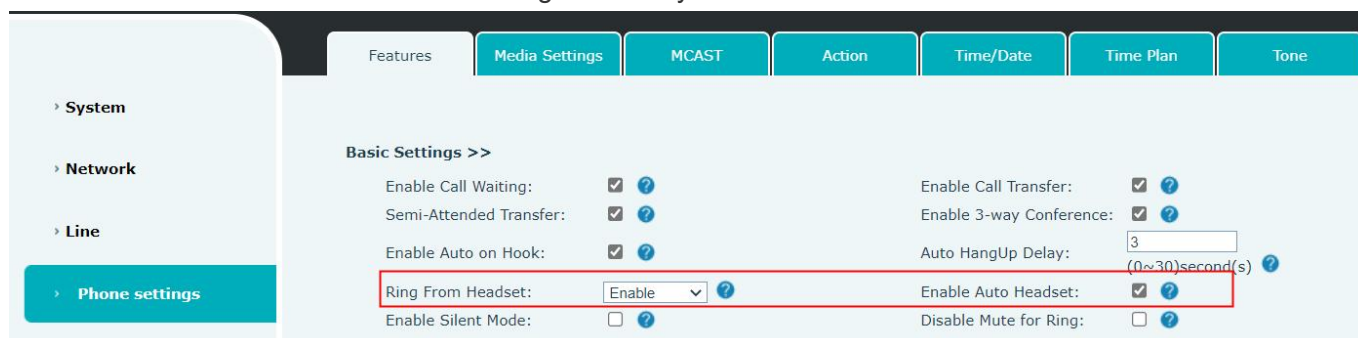 Features Media Settings MCAST Action Time/Date Time Plan Tone
› System
› Network
› Line
› Phone settings
Basic Settings >>
Enable Call Waiting: Enable Call Transfer:
Semi-Attended Transfer: Enable 3-way Conference:
Enable Auto on Hook: Auto HangUp Delay: 3
(0~30)second(s)
Ring From Headset: Enable Enable Auto Headset:
Enable Silent Mode: Disable Mute for Ring: